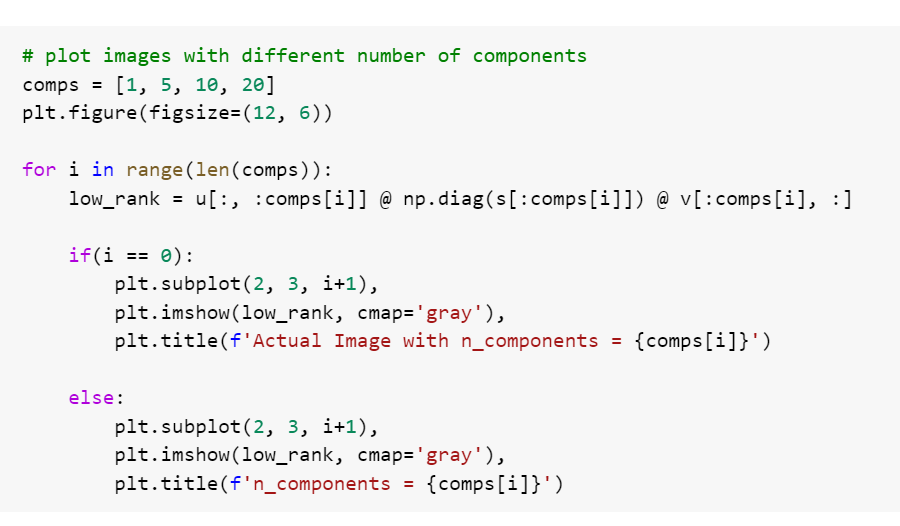 # plot images with different number of components
comps = [1, 5, 10, 20]
plt.figure(figsize=(12, 6))
for i in range(len(comps)):
low_rank = u[:, :comps[i]] @ np.diag(s[:comps[i]]) @ v[:comps[i], :]
if(i == 0):
plt.subplot(2, 3, i+1),
plt.imshow(low_rank, cmap='gray'),
plt.title(f'Actual Image with n_components = {comps[i]}')
else:
plt.subplot(2, 3, i+1),
plt.imshow(low_rank, cmap='gray'),
plt.title(f'n_components = {comps[i]}')